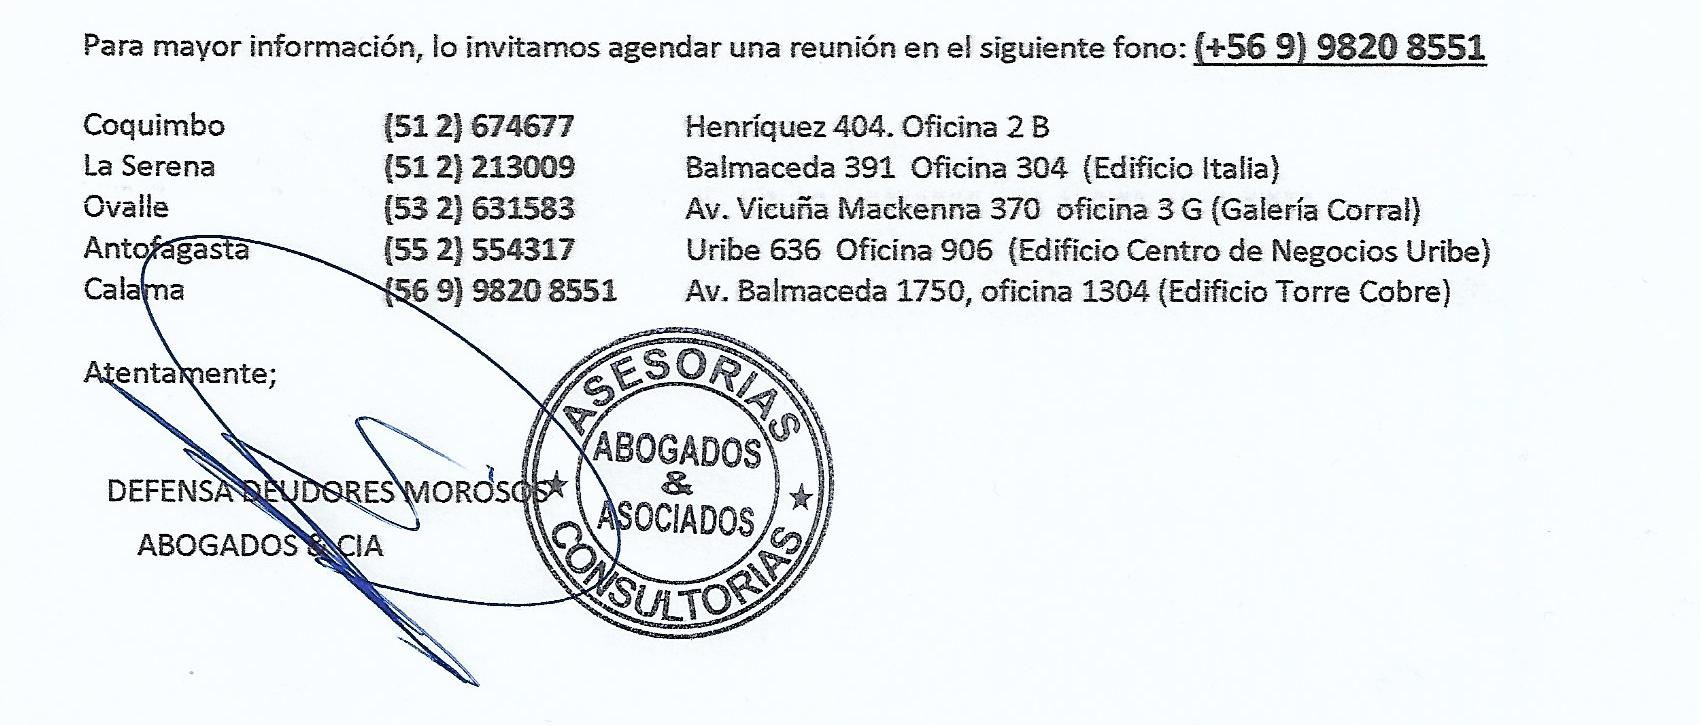 Para mayor información, lo invitamos agendar una reunión en el siguiente fono: (+56 9) 9820 8551
Coquimbo (51 2) 674677 Henríquez 404. Oficina 2 B
La Serena (51 2) 213009 Balmaceda 391 Oficina 304 (Edificio Italia)
Ovalle (53 2) 631583 Av. Vicuña Mackenna 370 oficina 3 G (Galería Corral)
Antofagasta (55 2) 554317 Uribe 636 Oficina 906 (Edificio Centro de Negocios Uribe)
Calama (56 9) 9820 8551 Av. Balmaceda 1750, oficina 1304 (Edificio Torre Cobre)
Atentamente;
DEFENSA DEUDORES MOROSOS
ABOGADOS & CIA
ASESORIAS
ABOGADOS
&
ASOCIADOS
CONSULTORIAS